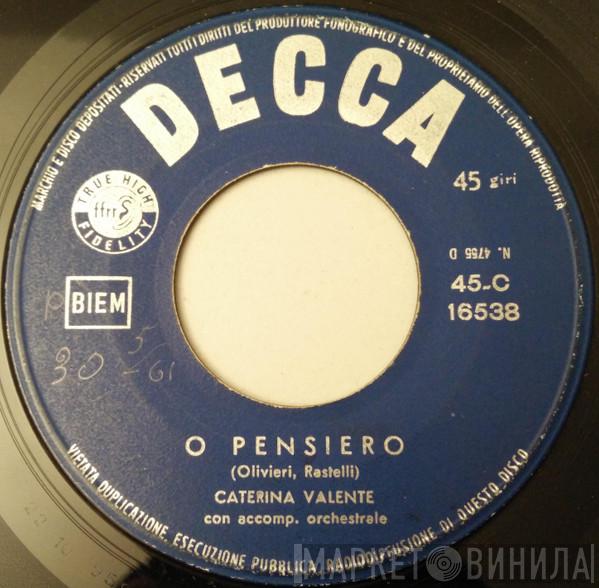 MARCHIO E DISCO DEPOSITATI - RISERVATI TUTTI I DIRITTI DEL PRODUTTORE FONOGRAFICO E DEL PROPRIETARIO DELL'OPERA RIPRODOTTA
DECCA
TRUE HIGH
ffrr
FIDELITY
45 giri
N. 4755 D
BIEM
45-C
16538
30
5/61
O PENSIERO
(Olivieri, Rastelli)
CATERINA VALENTE
con accomp. orchestrale
VIETATA DUPLICAZIONE, ESECUZIONE PUBBLICA, RADIODIFFUSIONE DI QUESTO DISCO
МАРКЕТ ВИНИЛА